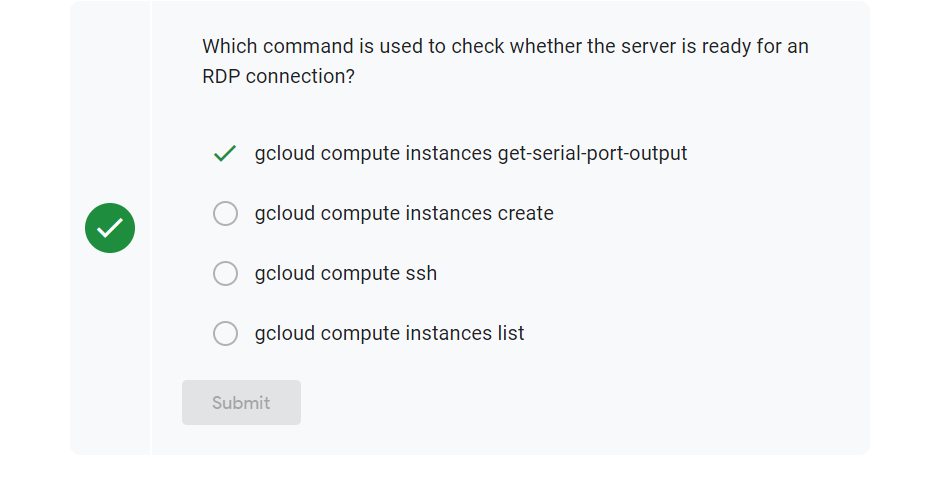 Which command is used to check whether the server is ready for an
RDP connection?
gcloud compute instances get-serial-port-output
gcloud compute instances create
gcloud compute ssh
gcloud compute instances list
Submit